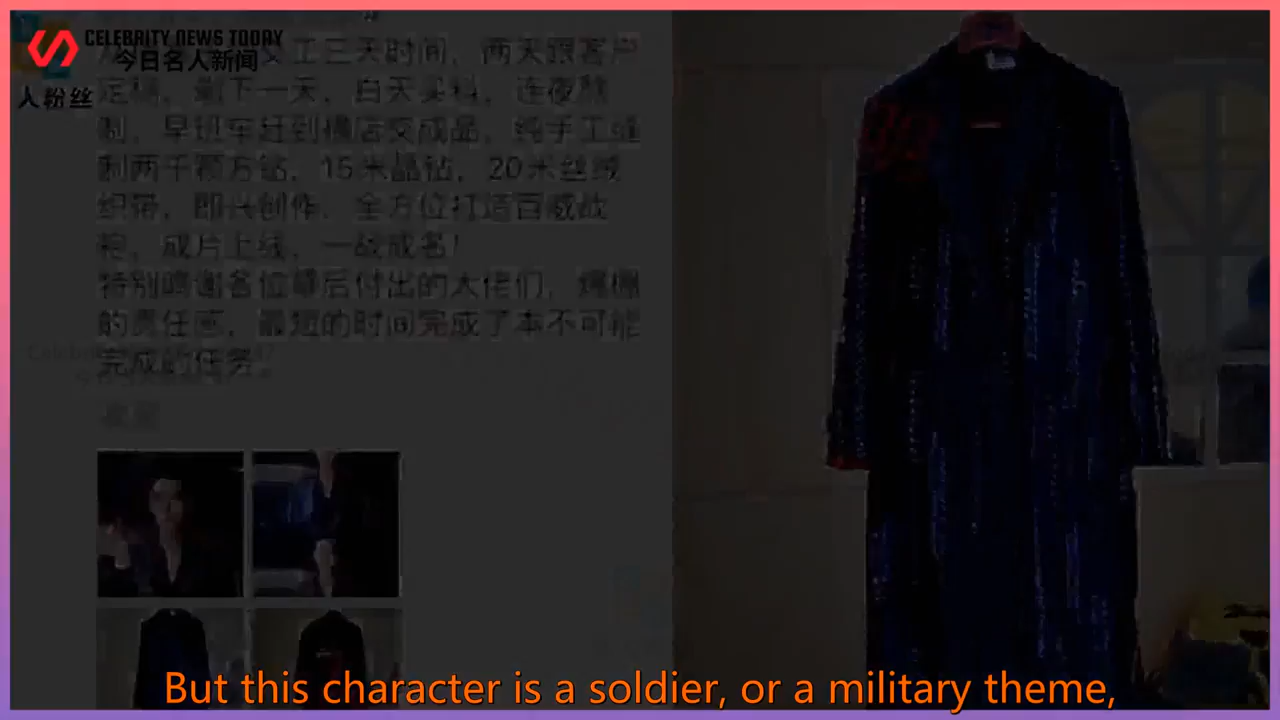 CELEBRITY NEWS TODAY
今日名人新闻
人粉丝
工三天时间，两天跟客户
定稿，剩下一天，白天买料，连夜熬
制，早班车赶到横店交成品，纯手工缝
制两千颗方钻，15米晶钻，20米丝绒
织带，即兴创作，全方位打造百威战
袍，成片上线，一战成名！
特别感谢各位幕后付出的大佬们，爆棚
的责任感，最短的时间完成了本不可能
完成的任务。
But this character is a soldier, or a military theme,